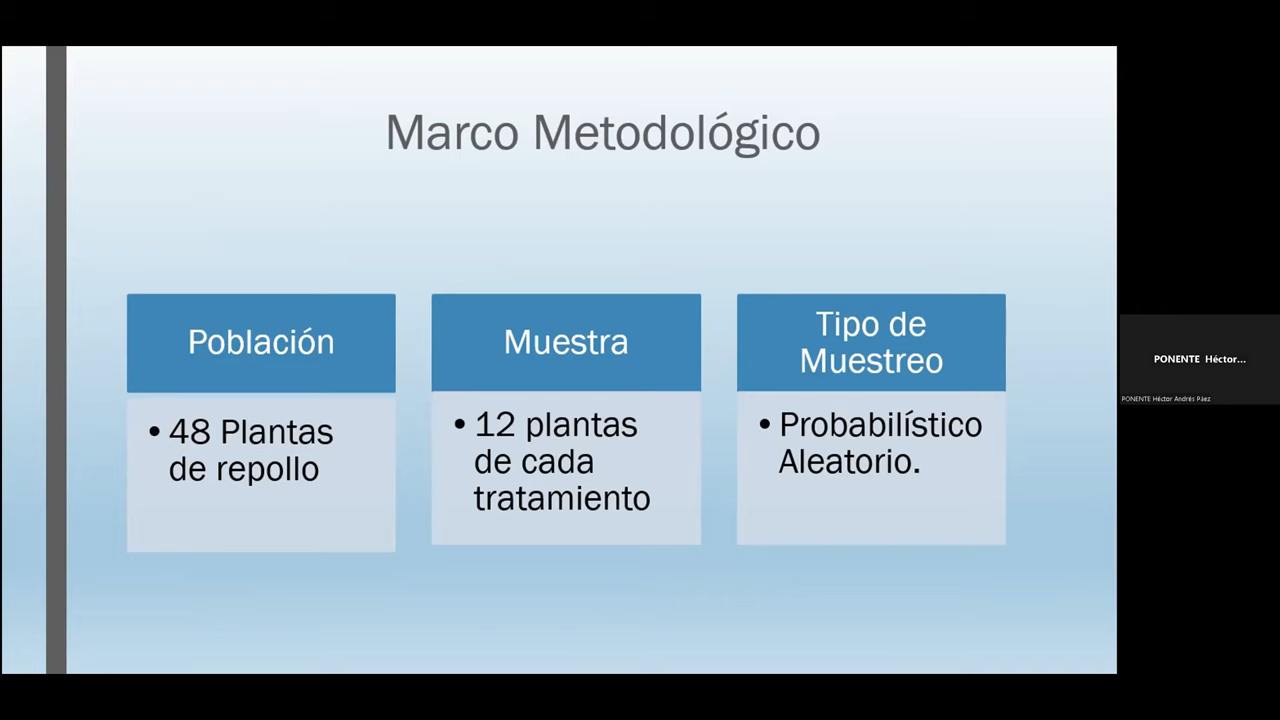 Marco Metodológico
Población
• 48 Plantas
de repollo
Muestra
• 12 plantas
de cada
tratamiento
Tipo de
Muestreo
• Probabilístico
Aleatorio.
PONENTE Héctor...
PONENTE Héctor Andrés Páez